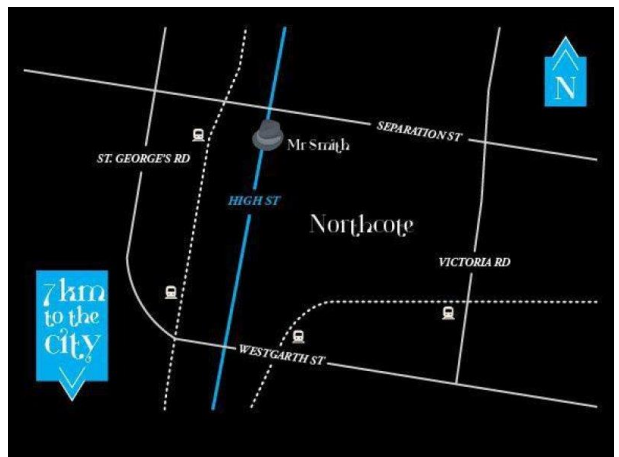 N
SEPARATION ST
Mr Smith
ST. GEORGE'S RD
HIGH ST
Northcote
VICTORIA RD
7km
to the
city
WESTGARTH ST